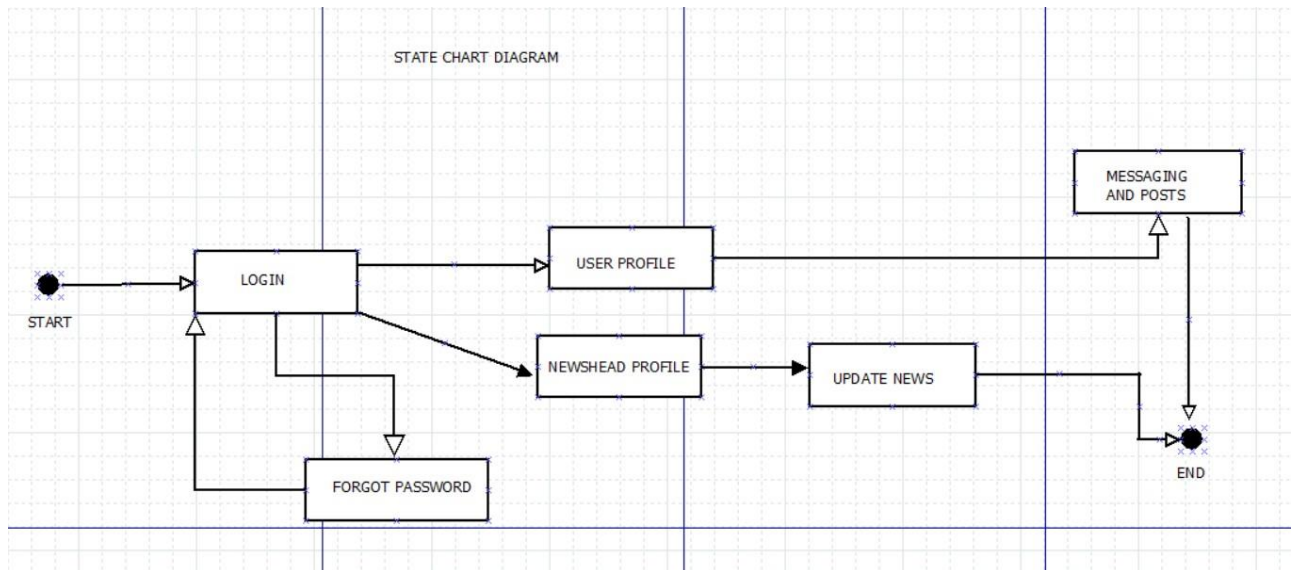 STATE CHART DIAGRAM
MESSAGING
AND POSTS
USER PROFILE
LOGIN
START
NEWSHEAD PROFILE
UPDATE NEWS
FORGOT PASSWORD
END